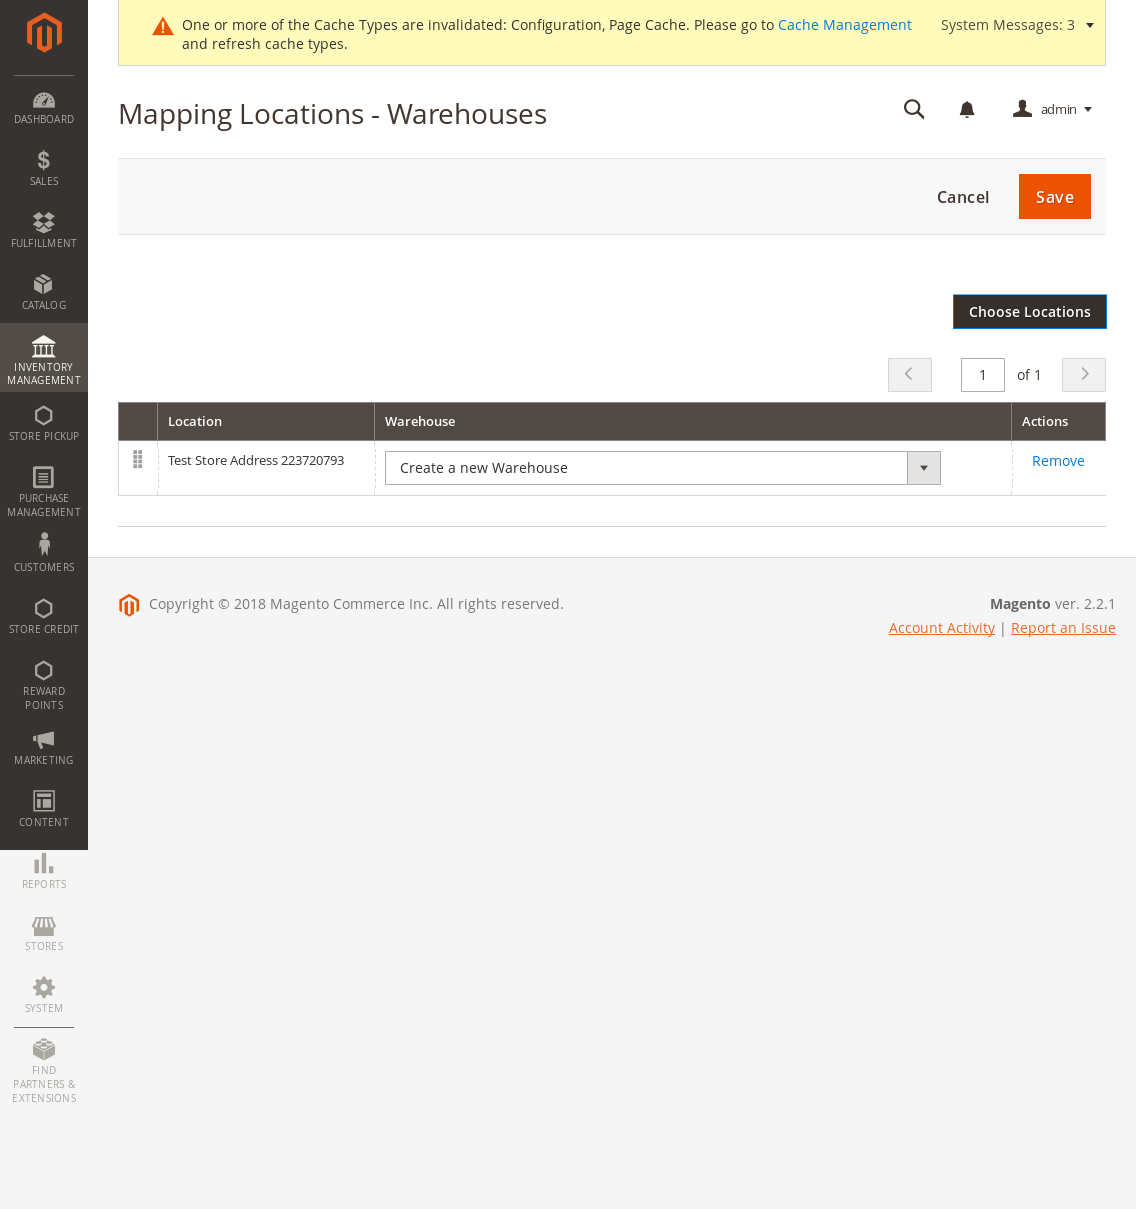 One or more of the Cache Types are invalidated: Configuration, Page Cache. Please go to Cache Management
and refresh cache types.
System Messages: 3
Mapping Locations - Warehouses
admin
Cancel
Save
Choose Locations
1
of 1
Location
Warehouse
Actions
Test Store Address 223720793
Create a new Warehouse
Remove
Copyright © 2018 Magento Commerce Inc. All rights reserved.
Magento ver. 2.2.1
Account Activity | Report an Issue
DASHBOARD
SALES
FULFILLMENT
CATALOG
INVENTORY
MANAGEMENT
STORE PICKUP
PURCHASE
MANAGEMENT
CUSTOMERS
STORE CREDIT
REWARD
POINTS
MARKETING
CONTENT
REPORTS
STORES
SYSTEM
FIND
PARTNERS &
EXTENSIONS